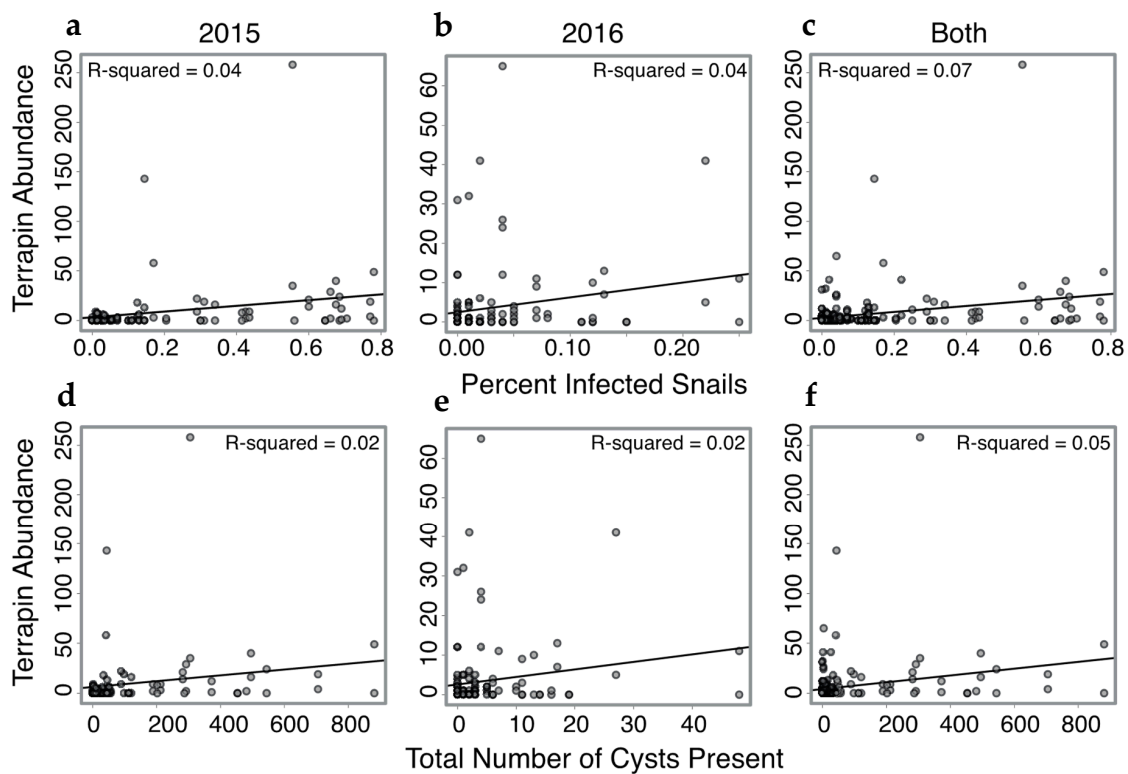 a 2015
b 2016
c Both
R-squared = 0.04
R-squared = 0.04
R-squared = 0.07
Terrapin Abundance
0 50 100 150 200 250
0 10 20 30 40 50 60
0 50 100 150 200 250
0.0 0.2 0.4 0.6 0.8
0.00 0.10 0.20
0.0 0.2 0.4 0.6 0.8
Percent Infected Snails
d
e
f
R-squared = 0.02
R-squared = 0.02
R-squared = 0.05
Terrapin Abundance
0 50 100 150 200 250
0 10 20 30 40 50 60
0 50 100 150 200 250
0 200 400 600 800
0 10 20 30 40
0 200 400 600 800
Total Number of Cysts Present